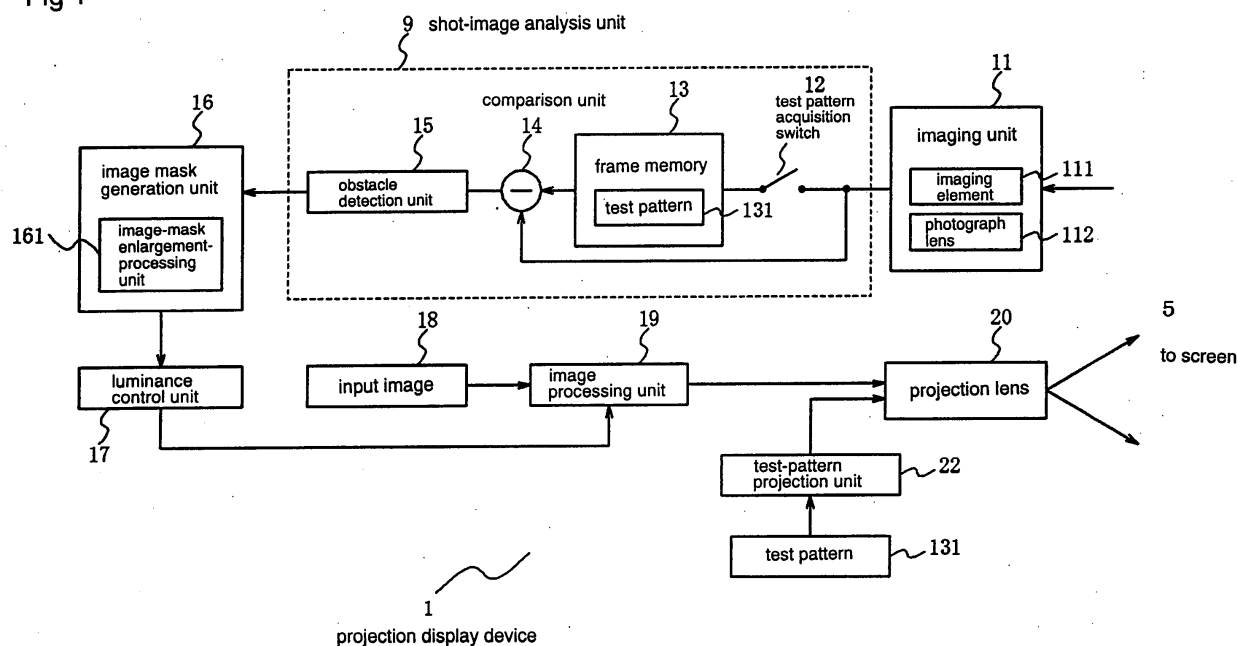 9 shot-image analysis unit
16
15
comparison unit
14
13
12
test pattern
acquisition
switch
11
image mask
generation unit
161
image-mask
enlargement-
processing
unit
obstacle
detection unit
−
frame memory
test pattern
131
imaging unit
imaging
element
111
photograph
lens
112
luminance
control unit
17
18
input image
19
image
processing unit
20
projection lens
5
to screen
test-pattern
projection unit
22
test pattern
131
1
projection display device